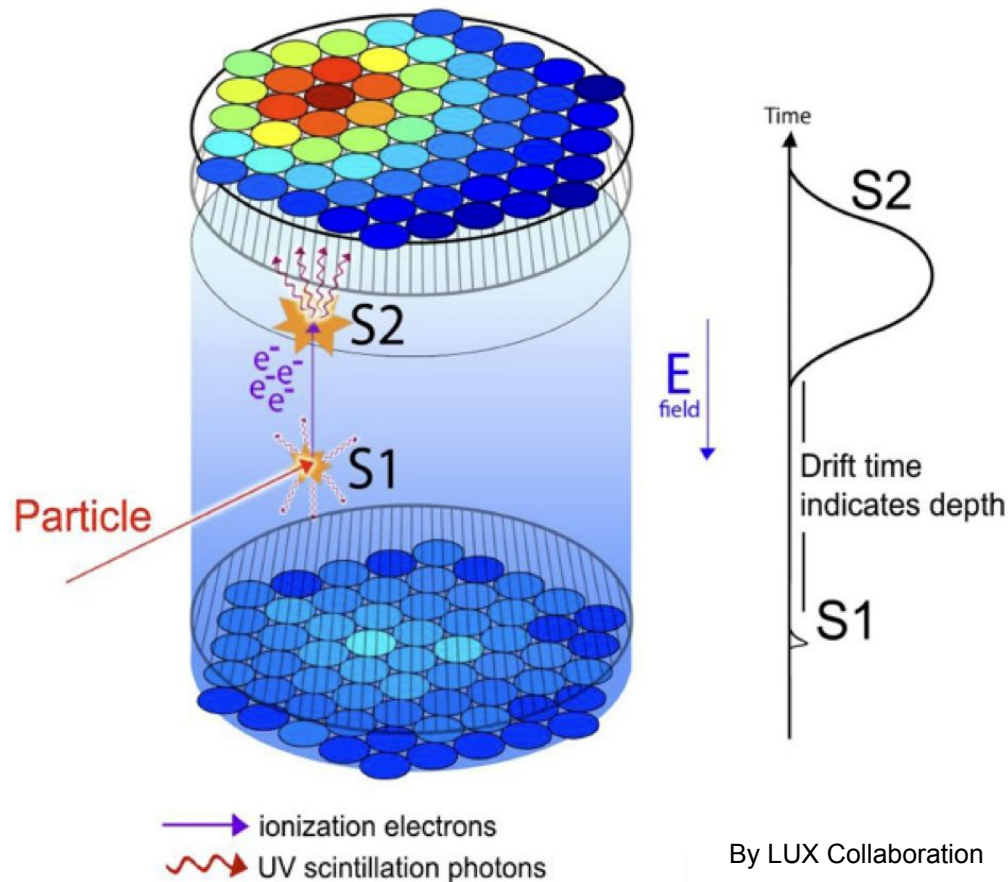 Time
S2
S2
e-
e-
e-
e-
E
field
S1
Particle
Drift time
indicates depth
S1
ionization electrons
UV scintillation photons
By LUX Collaboration